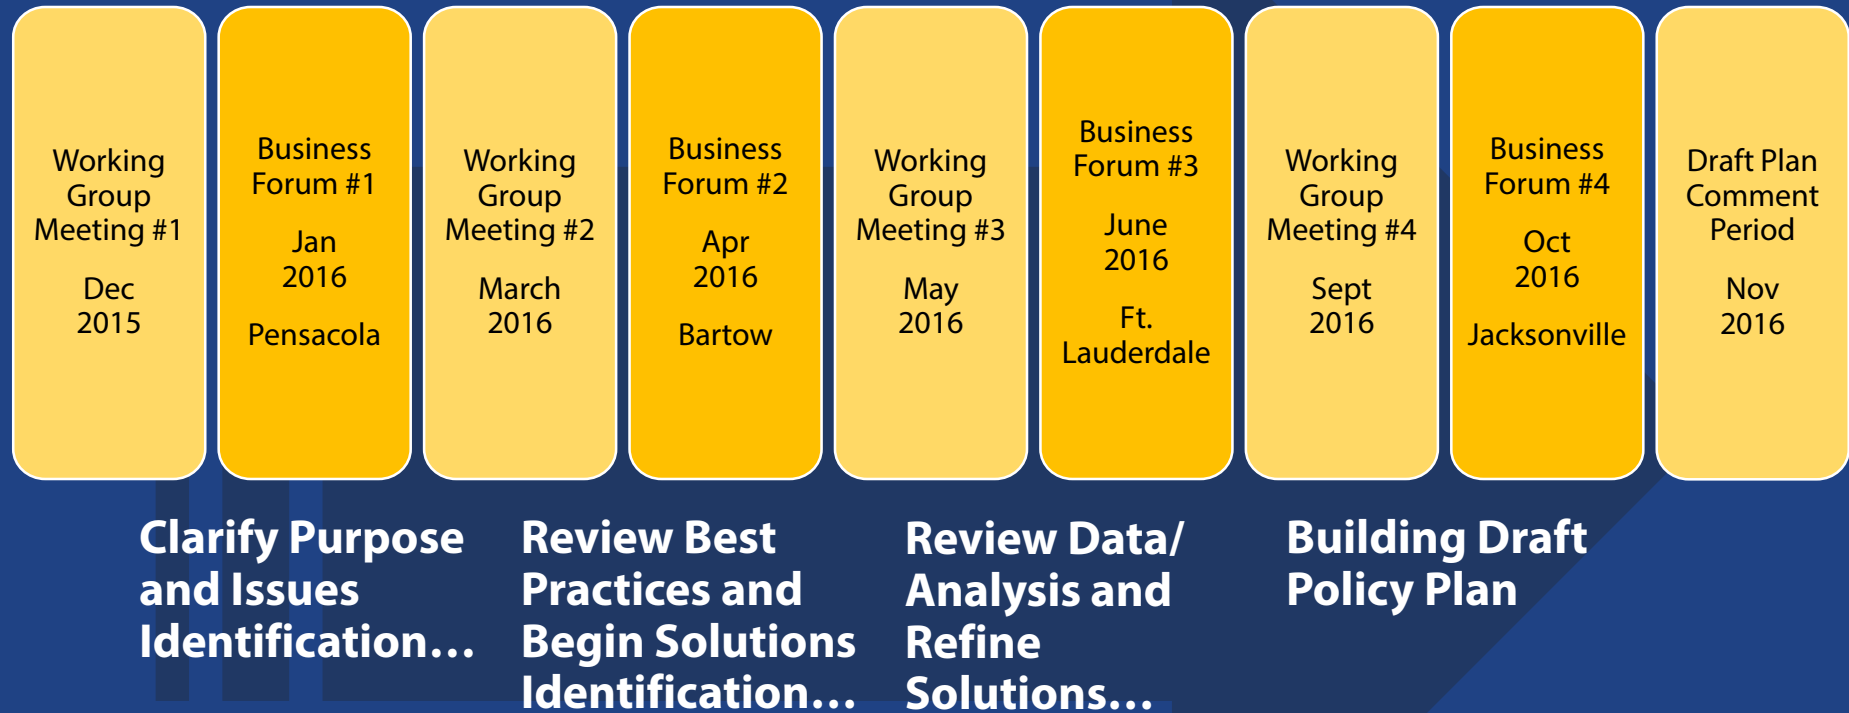 Working
Group
Meeting #1
Dec
2015
Business
Forum #1
Jan
2016
Pensacola
Working
Group
Meeting #2
March
2016
Business
Forum #2
Apr
2016
Bartow
Working
Group
Meeting #3
May
2016
Business
Forum #3
June
2016
Ft.
Lauderdale
Working
Group
Meeting #4
Sept
2016
Business
Forum #4
Oct
2016
Jacksonville
Draft Plan
Comment
Period
Nov
2016
Clarify Purpose
and Issues
Identification…
Review Best
Practices and
Begin Solutions
Identification…
Review Data/
Analysis and
Refine
Solutions…
Building Draft
Policy Plan